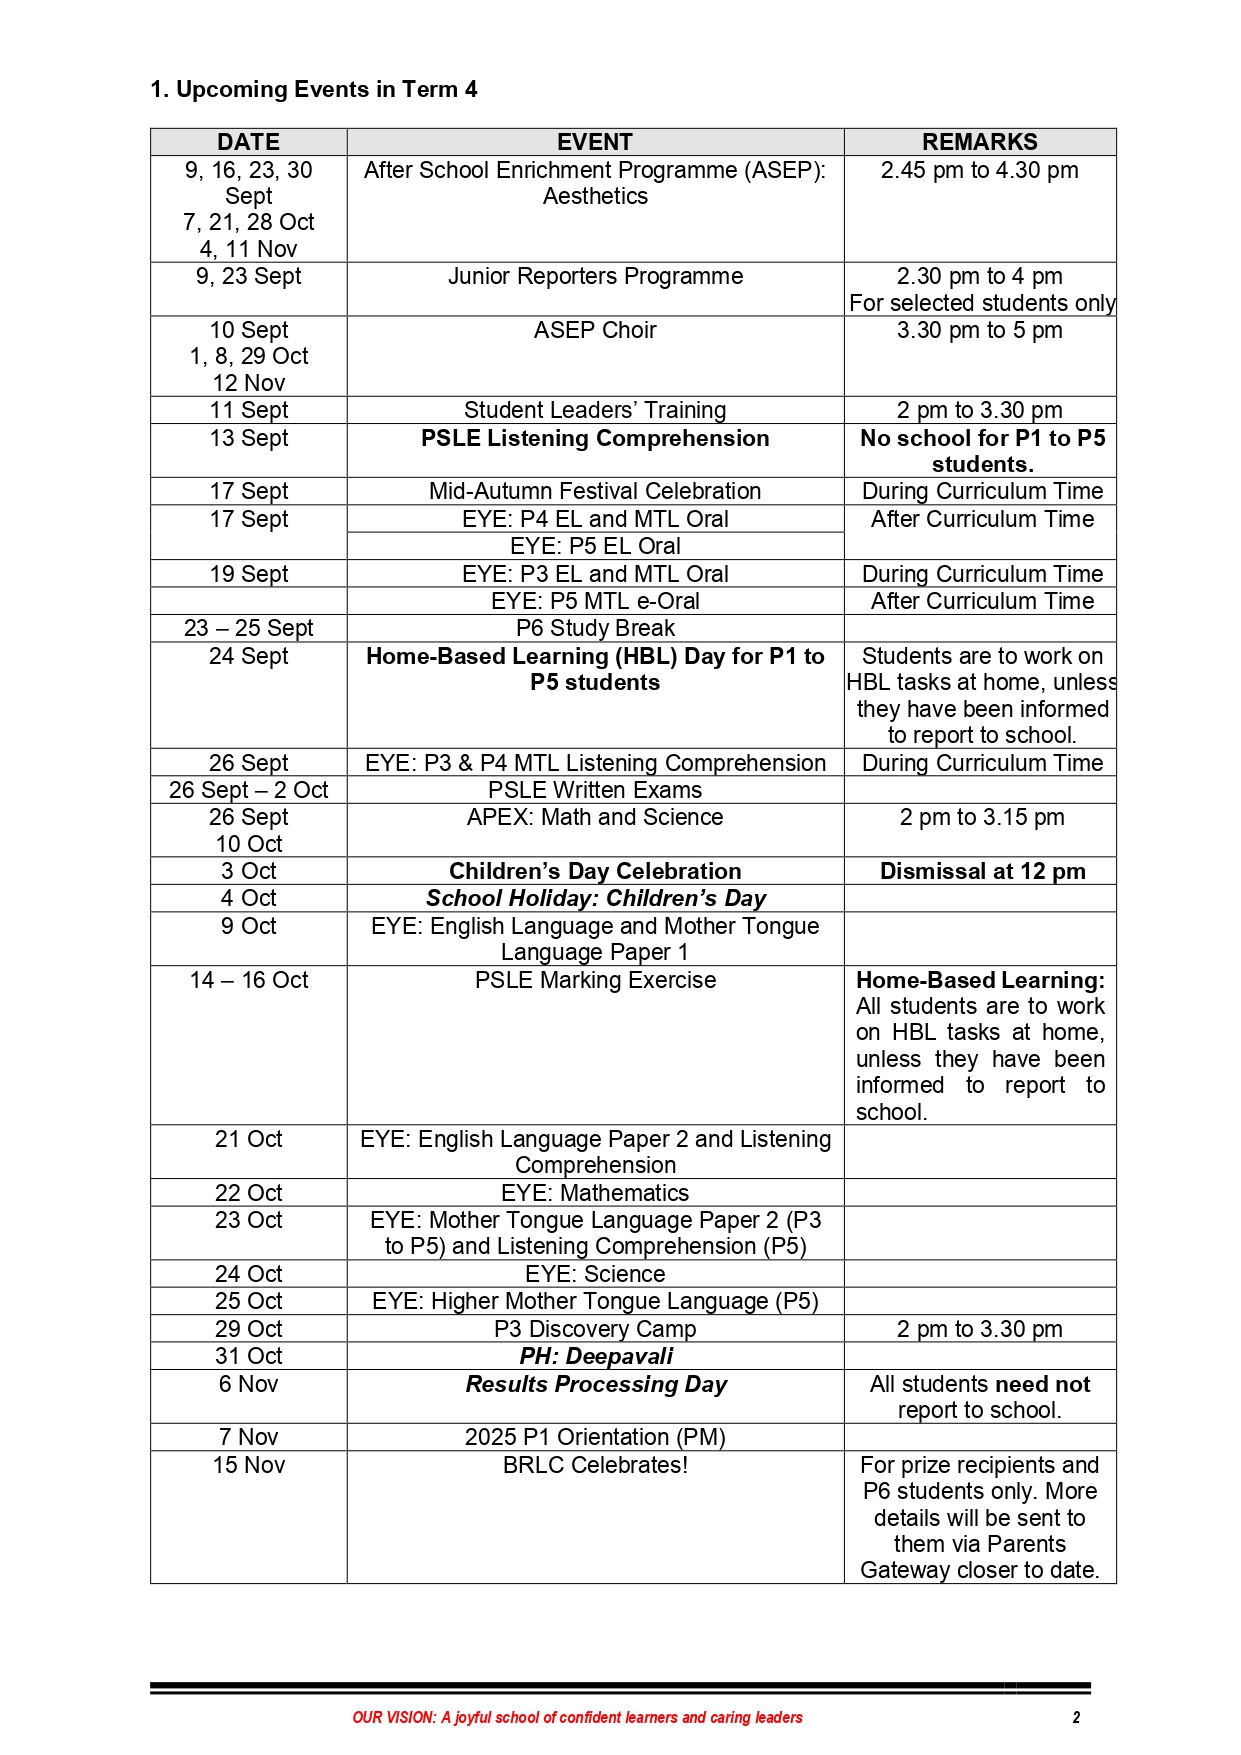 1. Upcoming Events in Term 4
DATE EVENT REMARKS
9, 16, 23, 30
Sept
7, 21, 28 Oct
4, 11 Nov
After School Enrichment Programme (ASEP):
Aesthetics
2.45 pm to 4.30 pm
9, 23 Sept
Junior Reporters Programme
2.30 pm to 4 pm
For selected students only
10 Sept
1, 8, 29 Oct
12 Nov
ASEP Choir
3.30 pm to 5 pm
11 Sept
Student Leaders’ Training
2 pm to 3.30 pm
13 Sept
PSLE Listening Comprehension
No school for P1 to P5
students.
17 Sept
Mid-Autumn Festival Celebration
During Curriculum Time
17 Sept
EYE: P4 EL and MTL Oral
After Curriculum Time
EYE: P5 EL Oral
19 Sept
EYE: P3 EL and MTL Oral
During Curriculum Time
EYE: P5 MTL e-Oral
After Curriculum Time
23 – 25 Sept
P6 Study Break
24 Sept
Home-Based Learning (HBL) Day for P1 to
P5 students
Students are to work on
HBL tasks at home, unless
they have been informed
to report to school.
26 Sept
EYE: P3 & P4 MTL Listening Comprehension
During Curriculum Time
26 Sept – 2 Oct
PSLE Written Exams
26 Sept
10 Oct
APEX: Math and Science
2 pm to 3.15 pm
3 Oct
Children’s Day Celebration
Dismissal at 12 pm
4 Oct
School Holiday: Children’s Day
9 Oct
EYE: English Language and Mother Tongue
Language Paper 1
14 – 16 Oct
PSLE Marking Exercise
Home-Based Learning:
All students are to work
on HBL tasks at home,
unless they have been
informed to report to
school.
21 Oct
EYE: English Language Paper 2 and Listening
Comprehension
22 Oct
EYE: Mathematics
23 Oct
EYE: Mother Tongue Language Paper 2 (P3
to P5) and Listening Comprehension (P5)
24 Oct
EYE: Science
25 Oct
EYE: Higher Mother Tongue Language (P5)
29 Oct
P3 Discovery Camp
2 pm to 3.30 pm
31 Oct
PH: Deepavali
6 Nov
Results Processing Day
All students need not
report to school.
7 Nov
2025 P1 Orientation (PM)
15 Nov
BRLC Celebrates!
For prize recipients and
P6 students only. More
details will be sent to
them via Parents
Gateway closer to date.
OUR VISION: A joyful school of confident learners and caring leaders
2